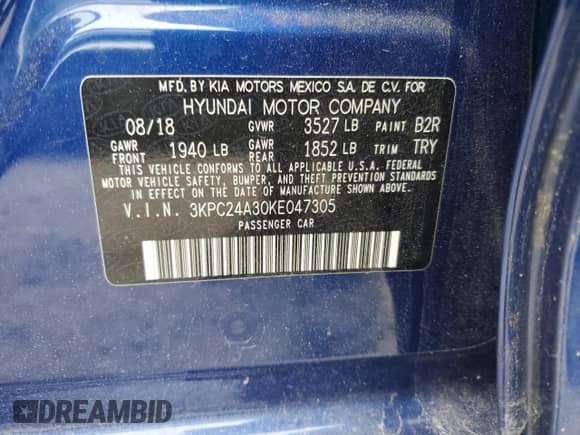 MFD. BY KIA MOTORS MEXICO S.A. DE C.V. FOR
HYUNDAI MOTOR COMPANY
08/18 GVWR 3527 LB PAINT B2R
GAWR FRONT 1940 LB GAWR REAR 1852 LB TRIM TRY
THIS VEHICLE CONFORMS TO ALL APPLICABLE U.S.A. FEDERAL
MOTOR VEHICLE SAFETY, BUMPER, AND THEFT PREVENTION STANDARDS
IN EFFECT ON THE DATE OF MANUFACTURE SHOWN ABOVE.
V.I.N. 3KPC24A30KE047305
PASSENGER CAR
DREAMBID